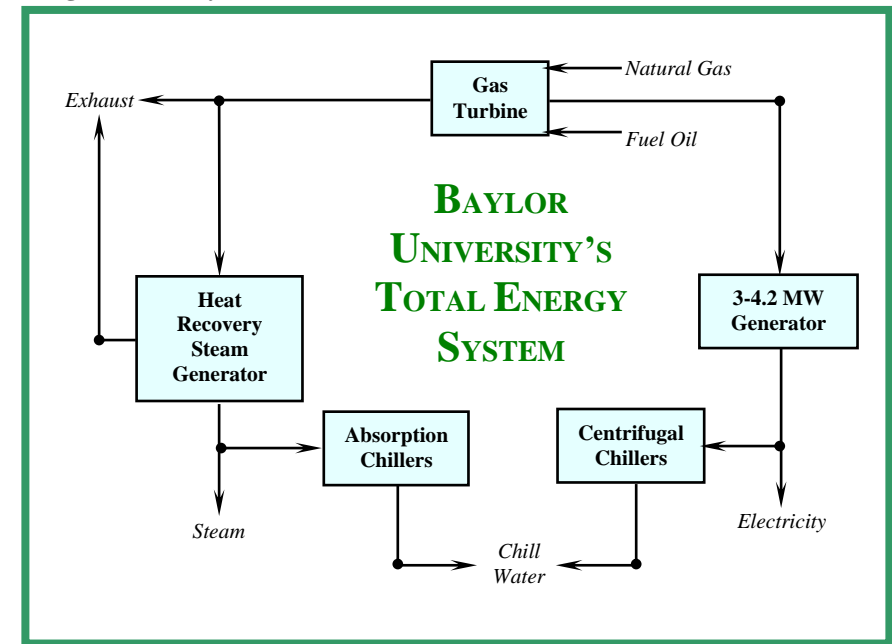 Natural Gas
Gas
Turbine
Exhaust
Fuel Oil
BAYLOR
UNIVERSITY’S
TOTAL ENERGY
SYSTEM
Heat
Recovery
Steam
Generator
3-4.2 MW
Generator
Absorption
Chillers
Centrifugal
Chillers
Steam
Electricity
Chill
Water